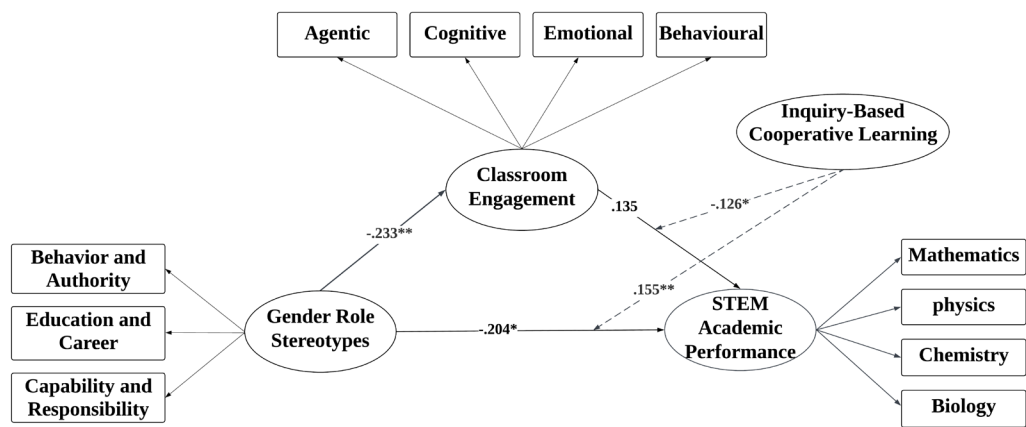 Agentic
Cognitive
Emotional
Behavioural
Inquiry-Based
Cooperative Learning
Classroom
Engagement
.135
-.126*
-.233**
Behavior and
Authority
Education and
Career
Capability and
Responsibility
Gender Role
Stereotypes
-.204*
.155**
STEM
Academic
Performance
Mathematics
physics
Chemistry
Biology